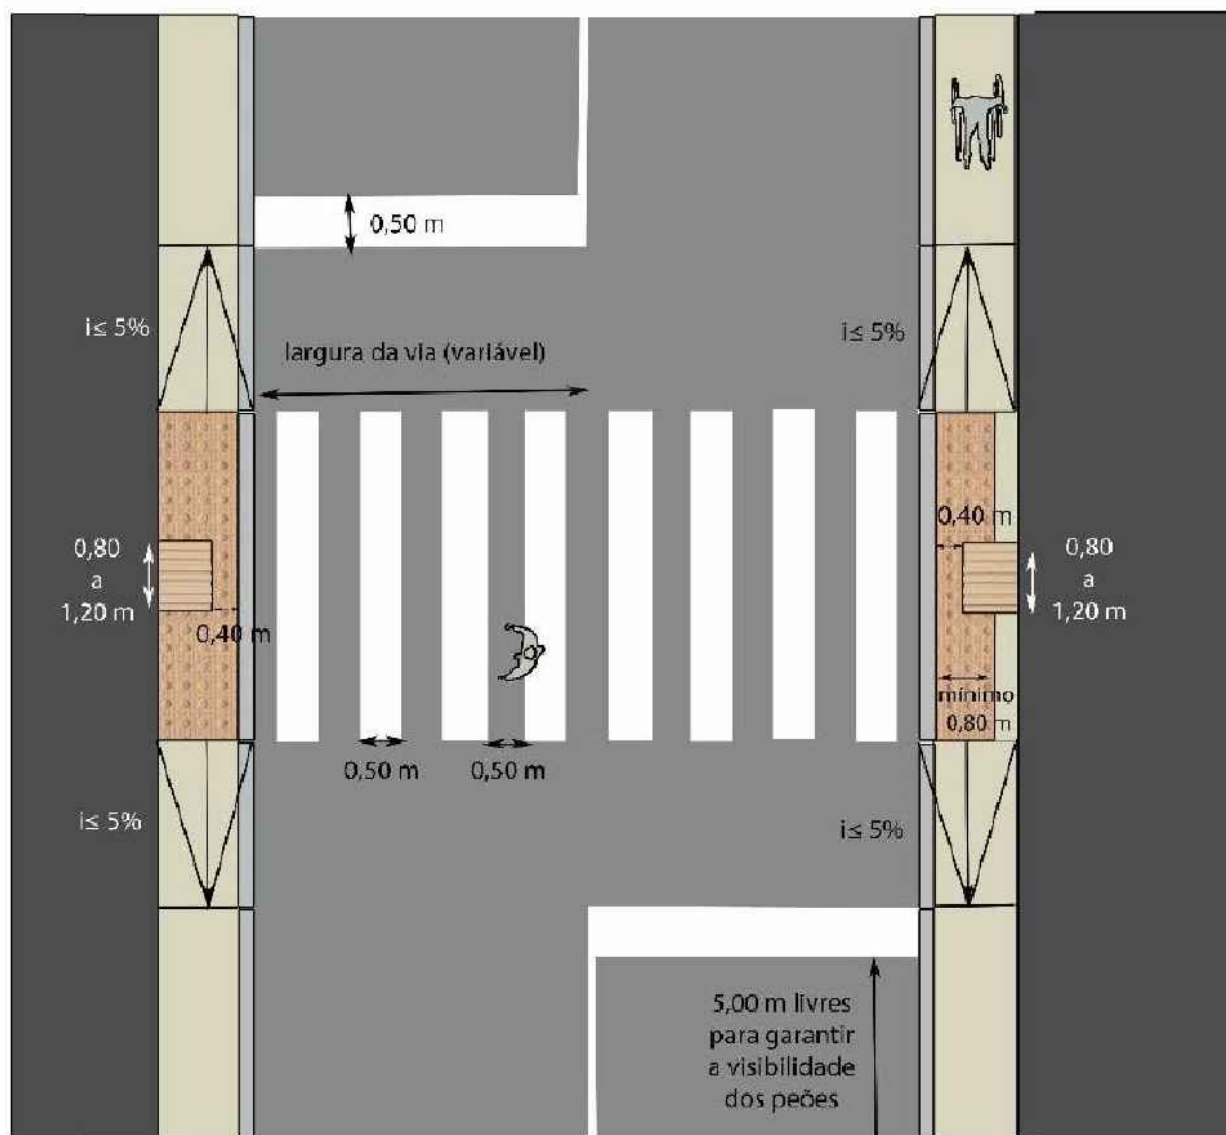 0,50 m
i≤ 5%
i≤ 5%
largura da via (variável)
0,80
a
1,20 m
0,40 m
0,40 m
0,80
a
1,20 m
mínimo
0,80 m
0,50 m
0,50 m
i≤ 5%
i≤ 5%
5,00 m livres
para garantir
a visibilidade
dos peões